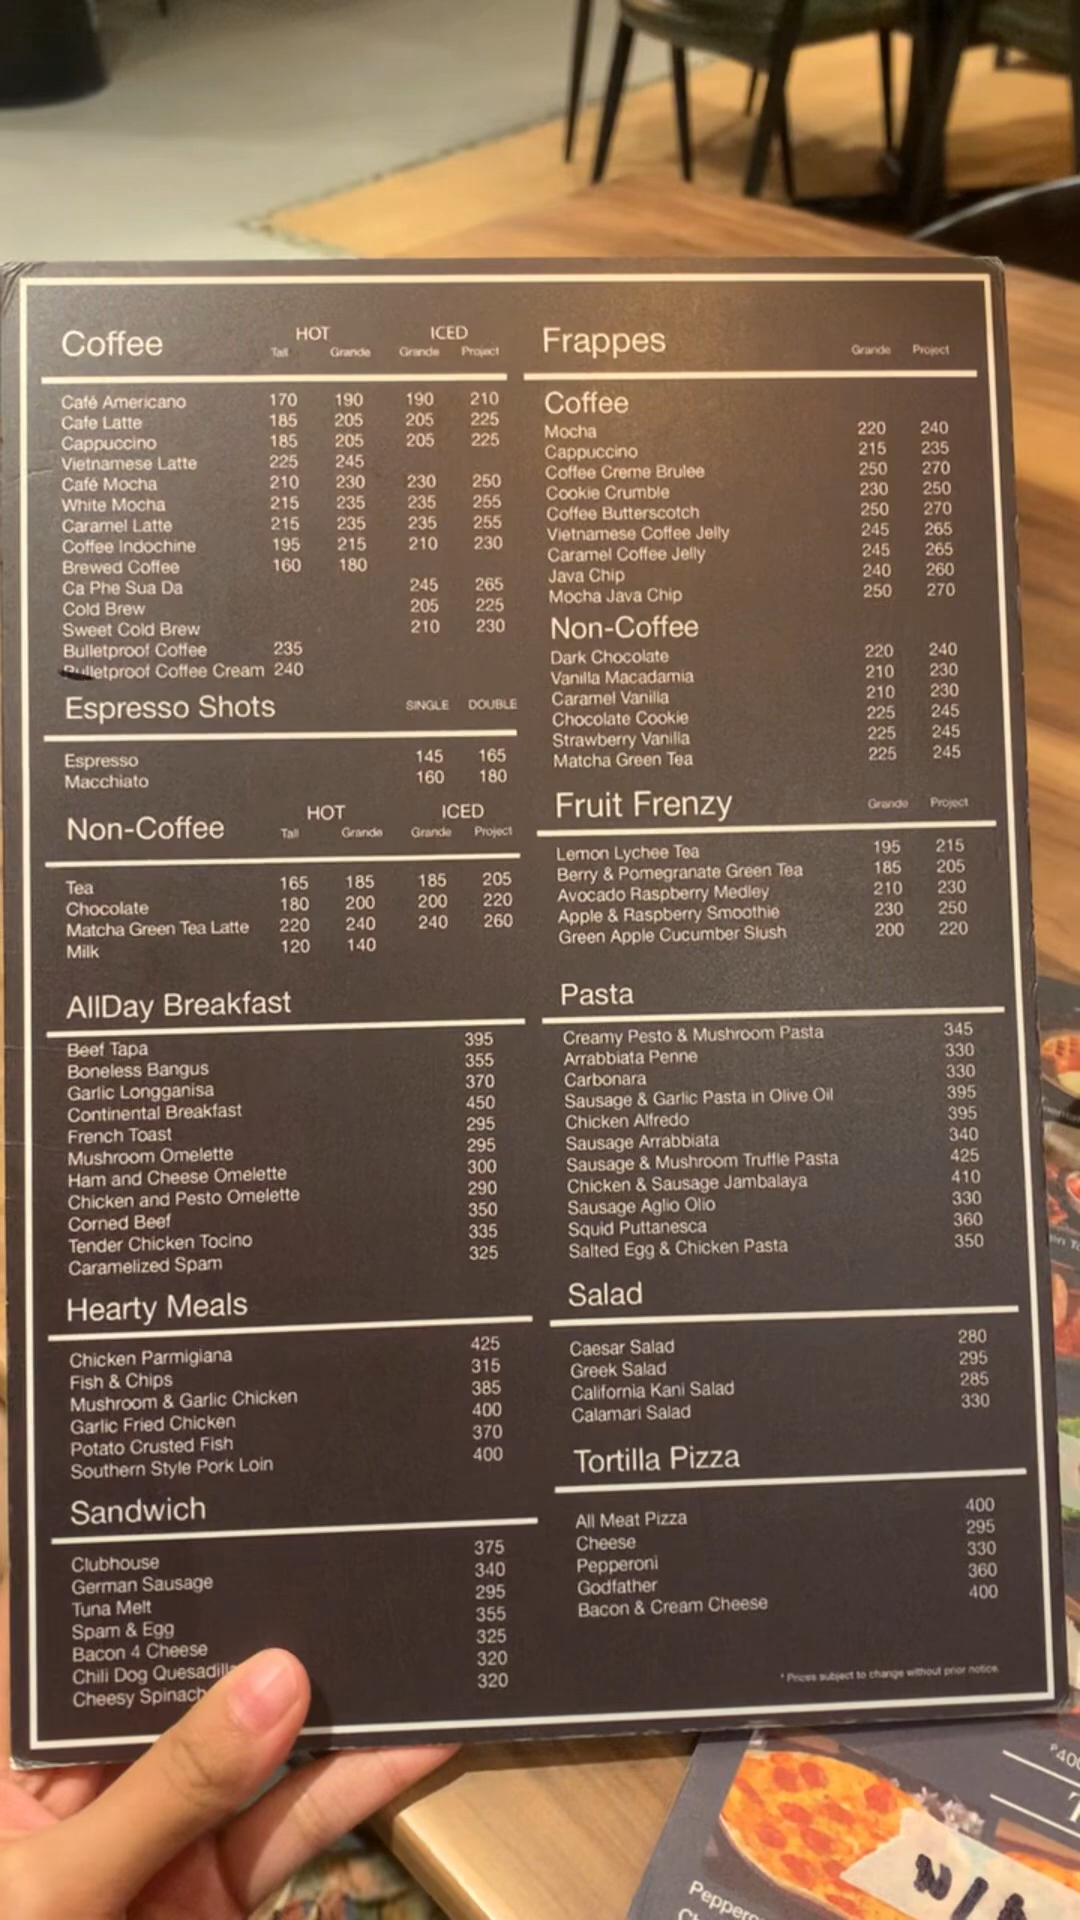 Coffee HOT ICED
Tall Grande Grande Project
Café Americano 170 190 190 210
Cafe Latte 185 205 205 225
Cappuccino 185 205 205 225
Vietnamese Latte 225 245
Café Mocha 210 230 230 250
White Mocha 215 235 235 255
Caramel Latte 215 235 235 255
Coffee Indochine 195 215 210 230
Brewed Coffee 160 180
Ca Phe Sua Da 245 265
Cold Brew 205 225
Sweet Cold Brew 210 230
Bulletproof Coffee 235
Bulletproof Coffee Cream 240
Espresso Shots SINGLE DOUBLE
Espresso 145 165
Macchiato 160 180
Non-Coffee HOT ICED
Tall Grande Grande Project
Tea 165 185 185 205
Chocolate 180 200 200 220
Matcha Green Tea Latte 220 240 240 260
Milk 120 140
AllDay Breakfast
Beef Tapa 395
Boneless Bangus 355
Garlic Longganisa 370
Continental Breakfast 450
French Toast 295
Mushroom Omelette 295
Ham and Cheese Omelette 300
Chicken and Pesto Omelette 290
Corned Beef 350
Tender Chicken Tocino 335
Caramelized Spam 325
Hearty Meals
Chicken Parmigiana 425
Fish & Chips 315
Mushroom & Garlic Chicken 385
Garlic Fried Chicken 400
Potato Crusted Fish 370
Southern Style Pork Loin 400
Sandwich
Clubhouse 375
German Sausage 340
Tuna Melt 295
Spam & Egg 355
Bacon 4 Cheese 325
Chili Dog Quesadill 320
Cheesy Spinach 320
Frappes Grande Project
Coffee
Mocha 220 240
Cappuccino 215 235
Coffee Creme Brulee 250 270
Cookie Crumble 230 250
Coffee Butterscotch 250 270
Vietnamese Coffee Jelly 245 265
Caramel Coffee Jelly 245 265
Java Chip 240 260
Mocha Java Chip 250 270
Non-Coffee
Dark Chocolate 220 240
Vanilla Macadamia 210 230
Caramel Vanilla 210 230
Chocolate Cookie 225 245
Strawberry Vanilla 225 245
Matcha Green Tea 225 245
Fruit Frenzy Grande Project
Lemon Lychee Tea 195 215
Berry & Pomegranate Green Tea 185 205
Avocado Raspberry Medley 210 230
Apple & Raspberry Smoothie 230 250
Green Apple Cucumber Slush 200 220
Pasta
Creamy Pesto & Mushroom Pasta 345
Arrabbiata Penne 330
Carbonara 330
Sausage & Garlic Pasta in Olive Oil 395
Chicken Alfredo 395
Sausage Arrabbiata 340
Sausage & Mushroom Truffle Pasta 425
Chicken & Sausage Jambalaya 410
Sausage Aglio Olio 330
Squid Puttanesca 360
Salted Egg & Chicken Pasta 350
Salad
Caesar Salad 280
Greek Salad 295
California Kani Salad 285
Calamari Salad 330
Tortilla Pizza
All Meat Pizza 400
Cheese 295
Pepperoni 330
Godfather 360
Bacon & Cream Cheese 400
* Prices subject to change without prior notice.